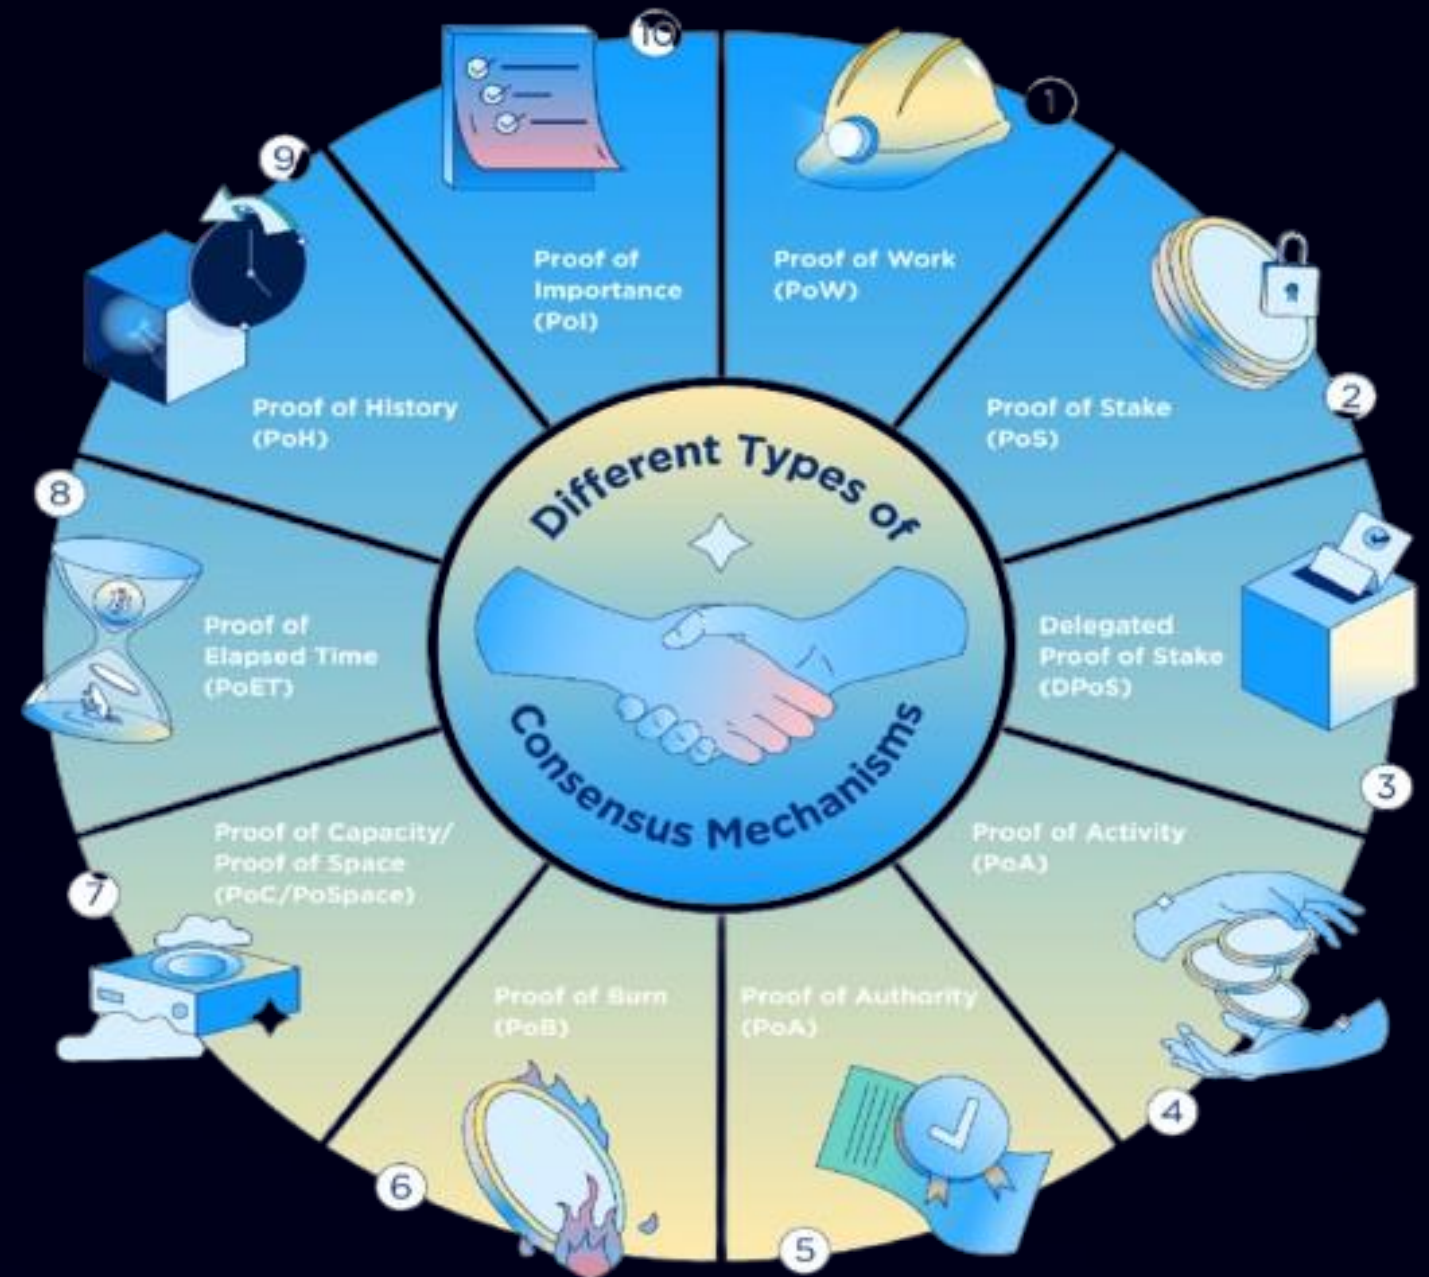 Different Types of
Consensus Mechanisms
1
Proof of Work
(PoW)
2
Proof of Stake
(PoS)
3
Delegated
Proof of Stake
(DPoS)
4
Proof of Activity
(PoA)
5
Proof of Authority
(PoA)
6
Proof of Burn
(PoB)
7
Proof of Capacity/
Proof of Space
(PoC/PoSpace)
8
Proof of
Elapsed Time
(PoET)
9
Proof of History
(PoH)
10
Proof of
Importance
(PoI)